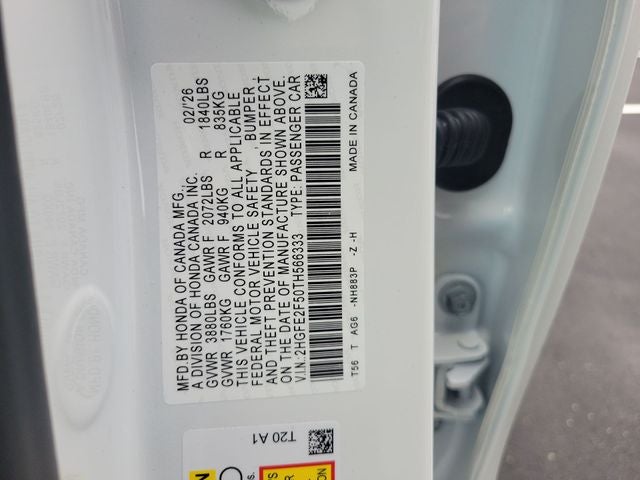 MFD BY HONDA OF CANADA MFG., 02/'26
A DIVISION OF HONDA CANADA INC.
GVWR 3880LBS GAWR F 2072LBS R 1840LBS
GVWR 1760KG GAWR F 940KG R 835KG
THIS VEHICLE CONFORMS TO ALL APPLICABLE
FEDERAL MOTOR VEHICLE SAFETY , BUMPER
AND THEFT PREVENTION STANDARDS IN EFFECT
ON THE DATE OF MANUFACTURE SHOWN ABOVE.
V.I.N.:2HGFE2F50TH566333 TYPE: PASSENGER CAR
T56 T AG6 -NH883P -Z -H MADE IN CANADA
T20 A1